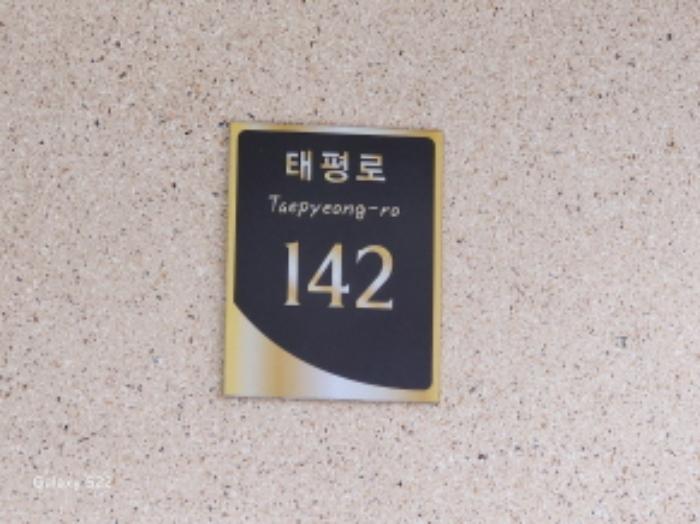 태평로
Taepyeong-ro
142
Galaxy S22